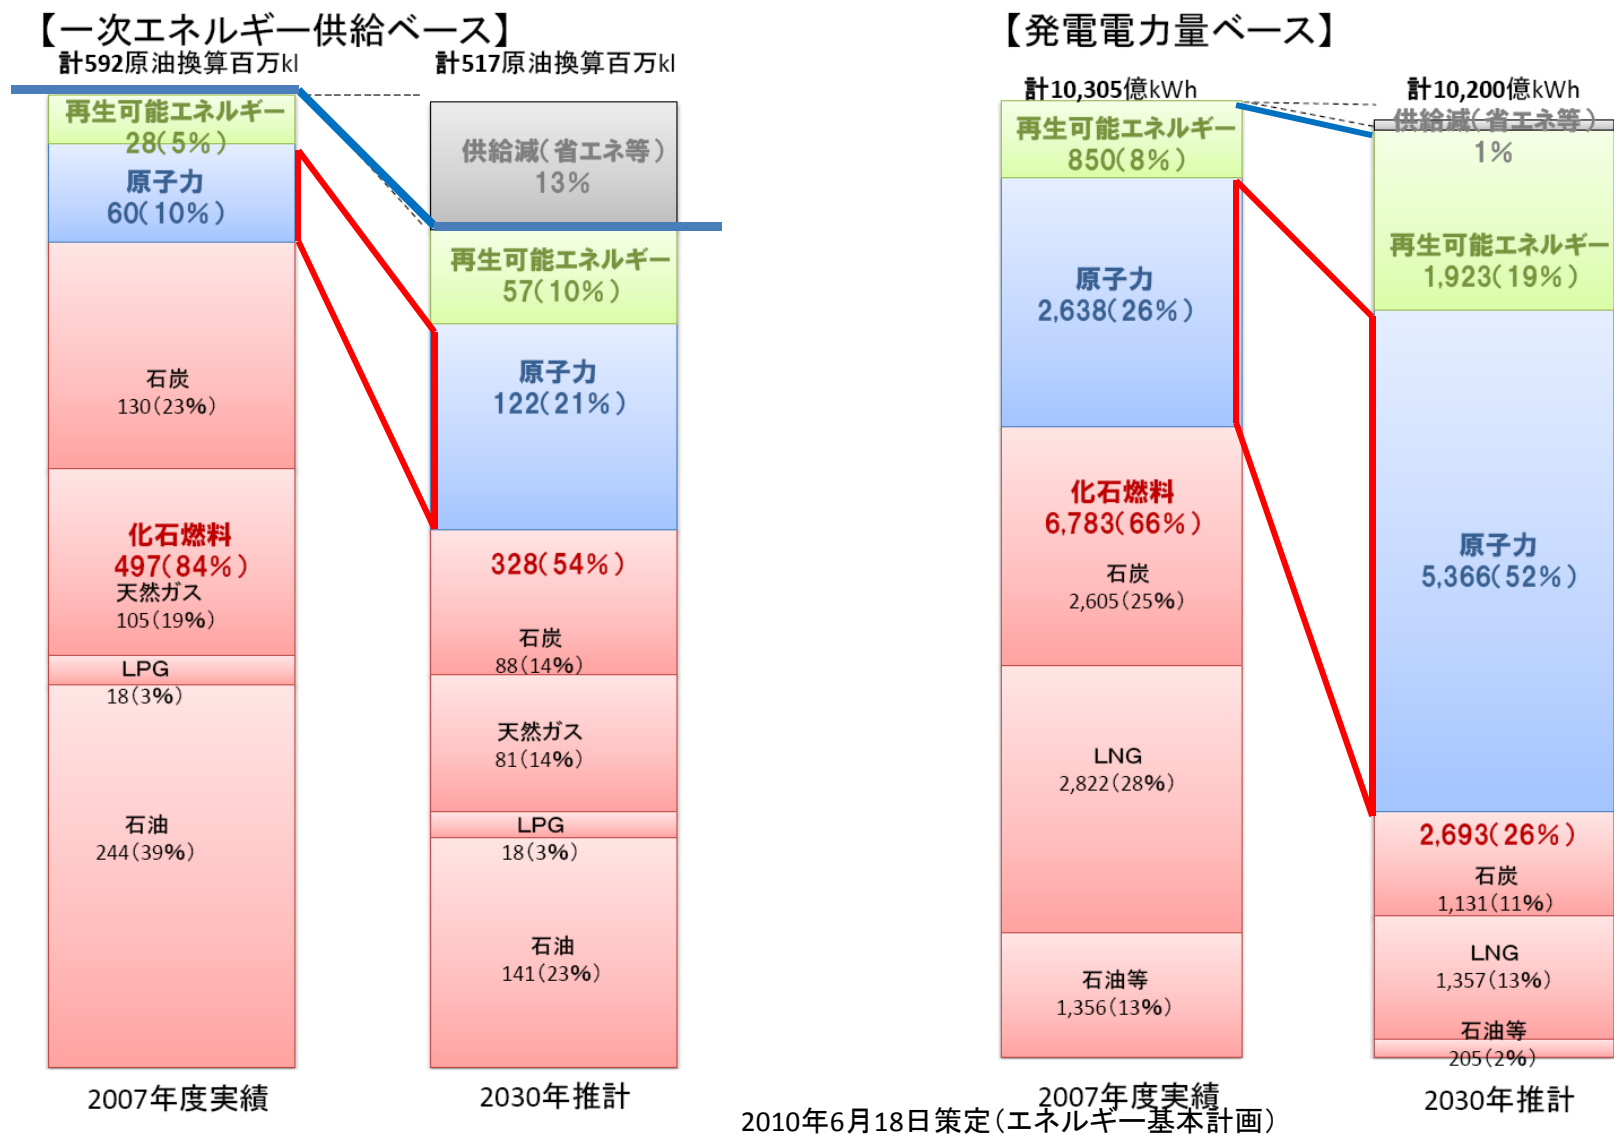 【一次エネルギー供給ベース】
計592原油換算百万kl
計517原油換算百万kl
再生可能エネルギー
28(5%)
原子力
60(10%)
石炭
130(23%)
化石燃料
497(84%)
天然ガス
105(19%)
LPG
18(3%)
石油
244(39%)
2007年度実績
供給減(省エネ等)
13%
再生可能エネルギー
57(10%)
原子力
122(21%)
328(54%)
石炭
88(14%)
天然ガス
81(14%)
LPG
18(3%)
石油
141(23%)
2030年推計
【発電電力量ベース】
計10,305億kWh
計10,200億kWh
再生可能エネルギー
850(8%)
原子力
2,638(26%)
化石燃料
6,783(66%)
石炭
2,605(25%)
LNG
2,822(28%)
石油等
1,356(13%)
2007年度実績
供給減(省エネ等)
1%
再生可能エネルギー
1,923(19%)
原子力
5,366(52%)
2,693(26%)
石炭
1,131(11%)
LNG
1,357(13%)
石油等
205(2%)
2030年推計
2010年6月18日策定(エネルギー基本計画)